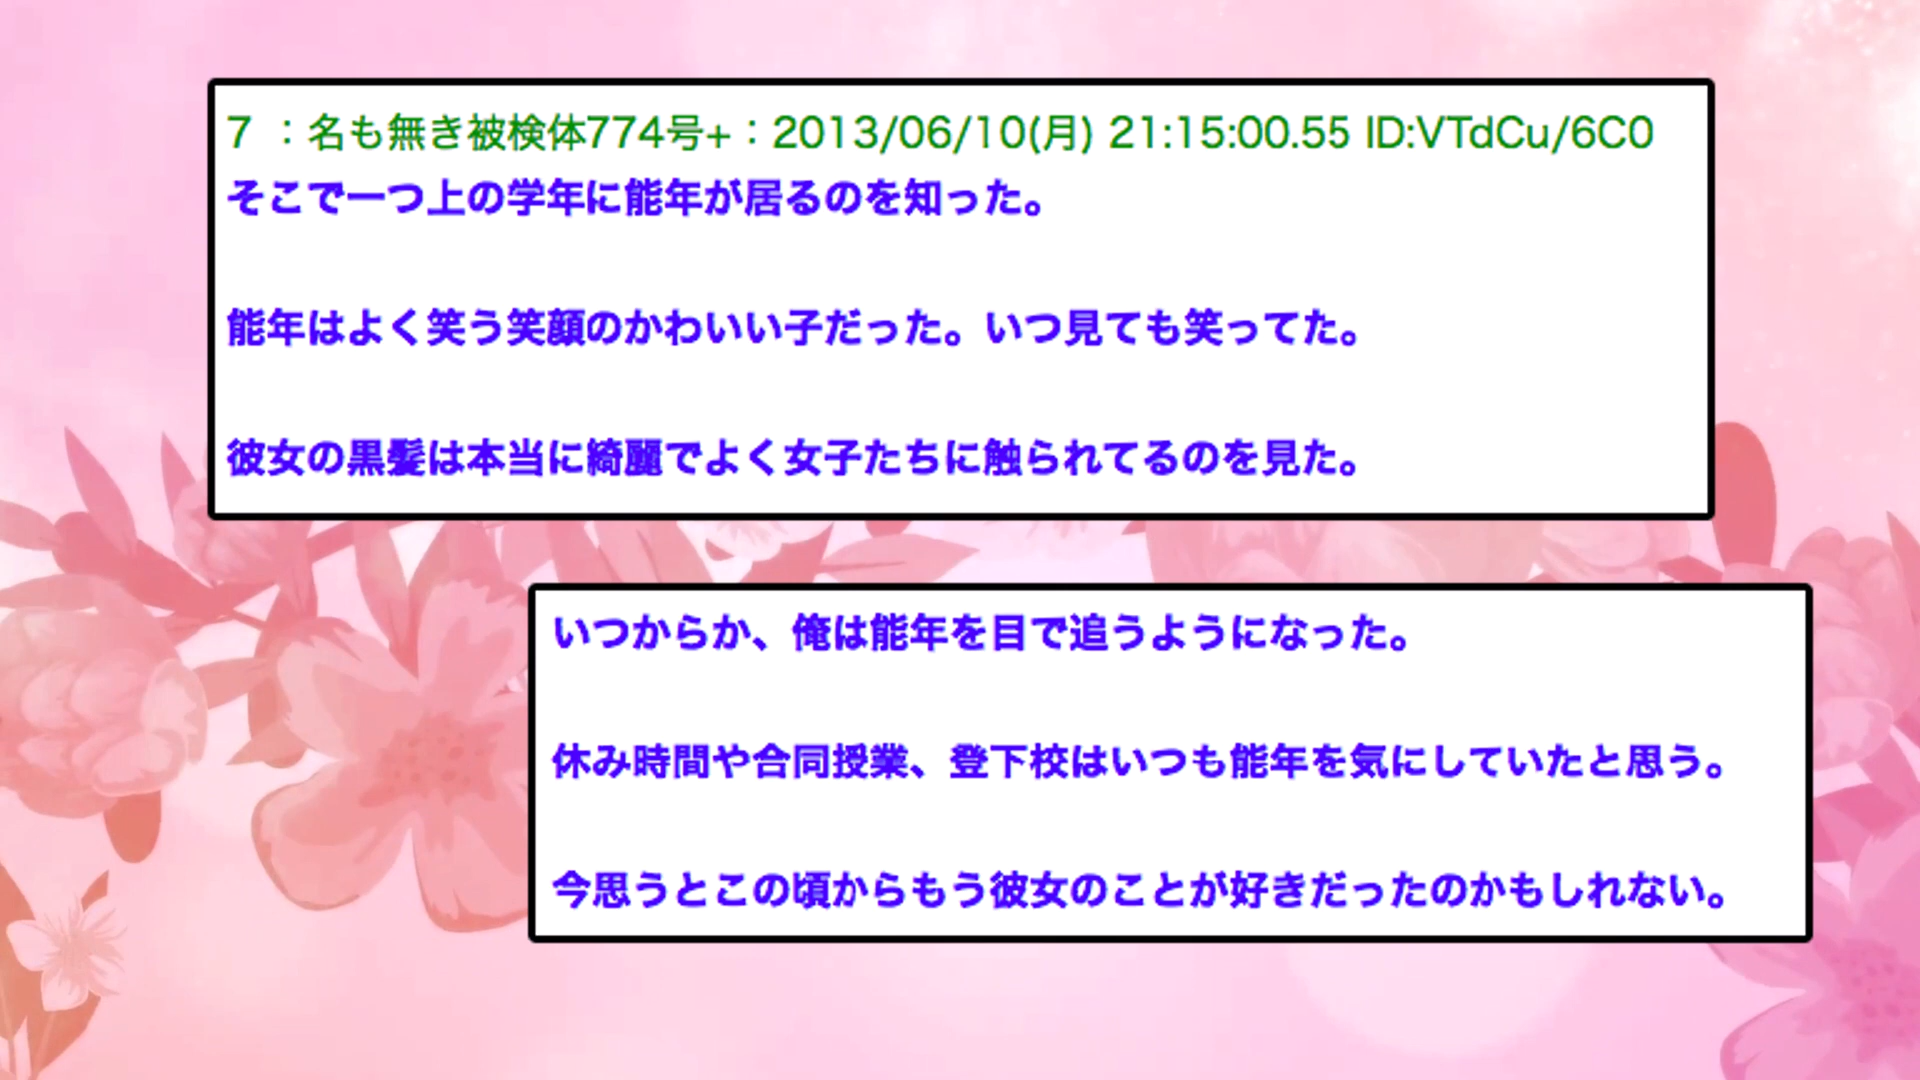 7 ：名も無き被検体774号+：2013/06/10(月) 21:15:00.55 ID:VTdCu/6C0
そこで一つ上の学年に能年が居るのを知った。
能年はよく笑う笑顔のかわいい子だった。いつ見ても笑ってた。
彼女の黒髪は本当に綺麗でよく女子たちに触られてるのを見た。
いつからか、俺は能年を目で追うようになった。
休み時間や合同授業、登下校はいつも能年を気にしていたと思う。
今思うとこの頃からもう彼女のことが好きだったのかもしれない。